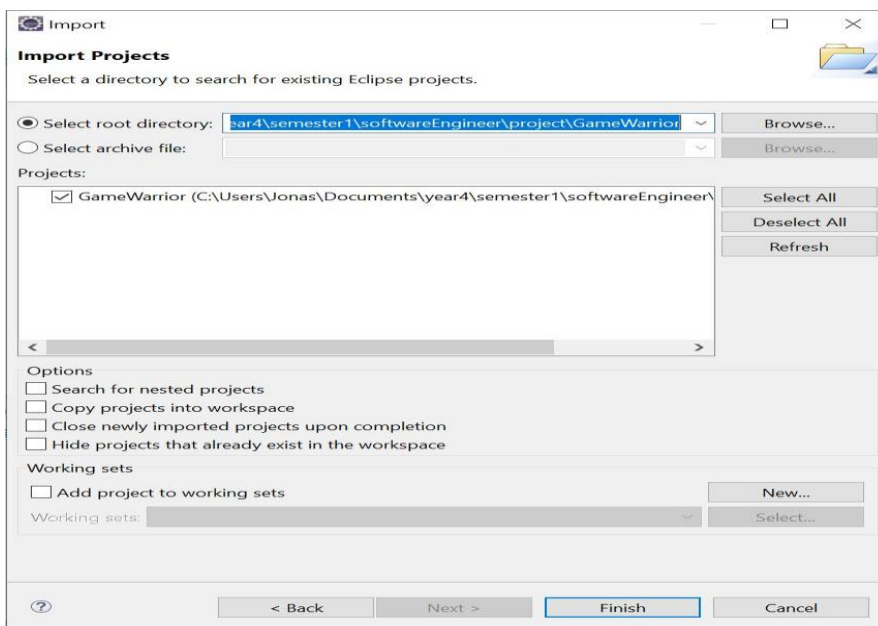 Import
Import Projects
Select a directory to search for existing Eclipse projects.
Select root directory: ear4\semester1\softwareEngineer\project\GameWarrior Browse...
Select archive file: Browse...
Projects:
GameWarrior (C:\Users\Jonas\Documents\year4\semester1\softwareEngineer\ Select All
Deselect All
Refresh
Options
Search for nested projects
Copy projects into workspace
Close newly imported projects upon completion
Hide projects that already exist in the workspace
Working sets
Add project to working sets New...
Working sets: Select...
? < Back Next > Finish Cancel